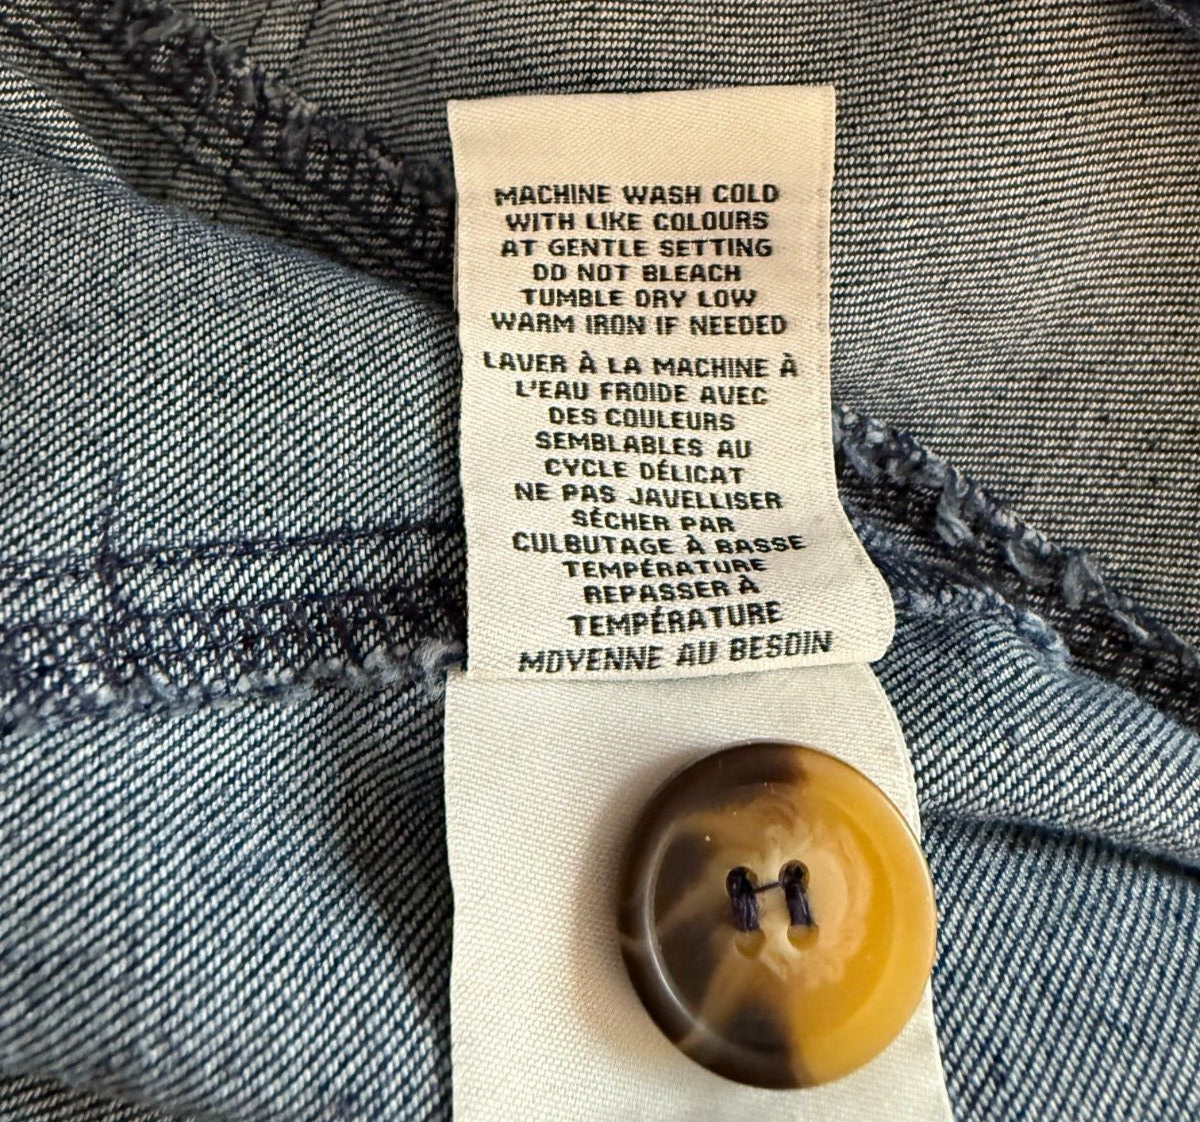 MACHINE WASH COLD
WITH LIKE COLOURS
AT GENTLE SETTING
DO NOT BLEACH
TUMBLE DRY LOW
WARM IRON IF NEEDED
LAVER À LA MACHINE À
L'EAU FROIDE AVEC
DES COULEURS
SEMBLABLES AU
CYCLE DÉLICAT
NE PAS JAVELLISER
SÉCHER PAR
CULBUTAGE À BASSE
TEMPÉRATURE
REPASSER À
TEMPÉRATURE
MOYENNE AU BESOIN